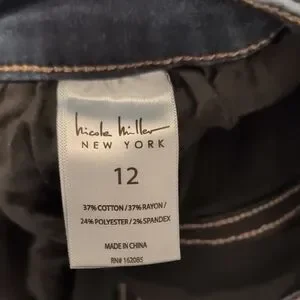 nicole miller
NEW YORK
12
37% COTTON / 37% RAYON /
24% POLYESTER / 2% SPANDEX
MADE IN CHINA
RN# 162085